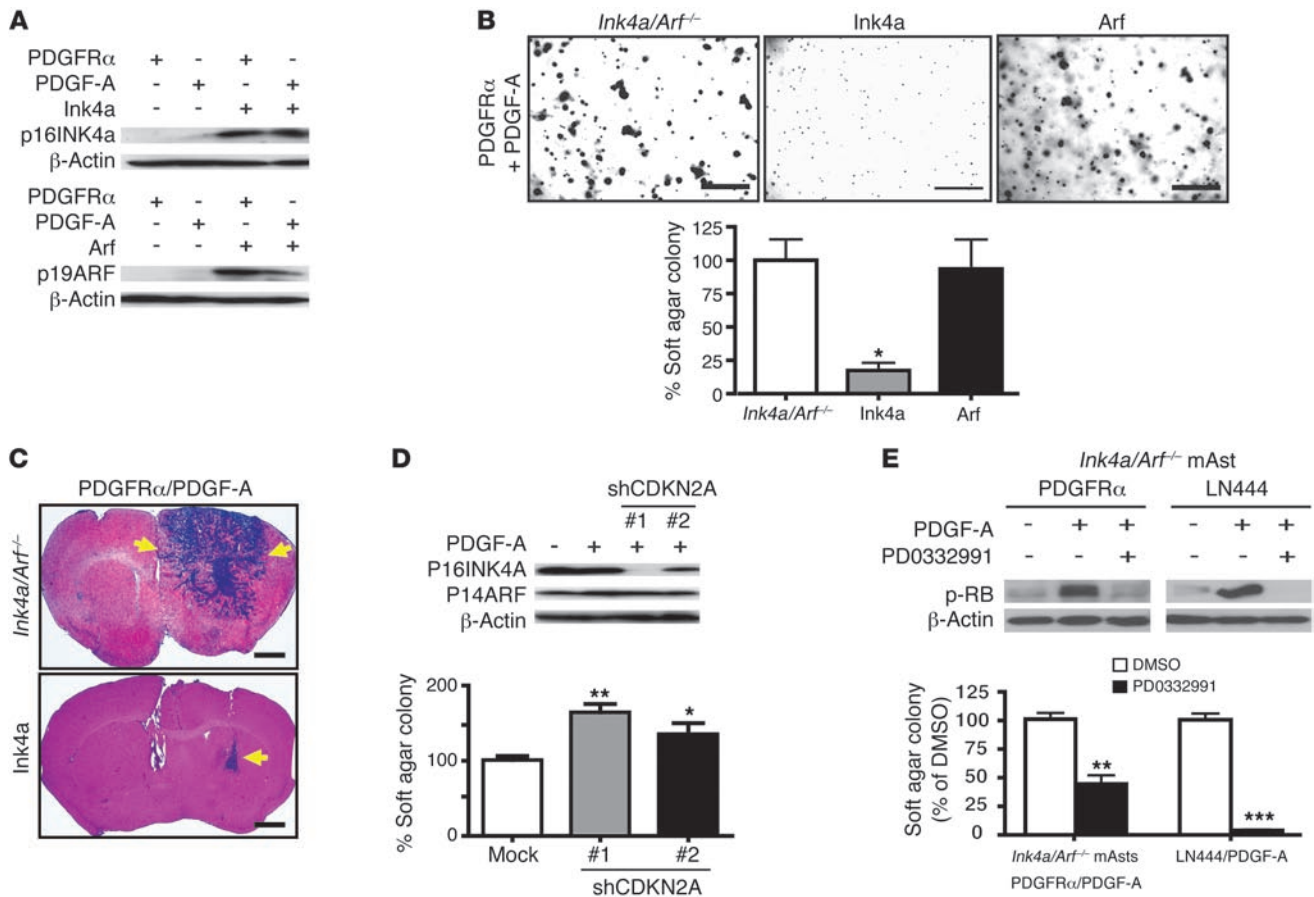 A
PDGFRα + - + -
PDGF-A - + - +
Ink4a - - + +
p16INK4a
β-Actin
PDGFRα + - + -
PDGF-A - + - +
Arf - - + +
p19ARF
β-Actin
B
Ink4a/Arf-/- Ink4a Arf
PDGFRα
+ PDGF-A
% Soft agar colony
125
100
75
50
25
0
*
Ink4a/Arf-/- Ink4a Arf
C
PDGFRα/PDGF-A
Ink4a/Arf-/-
Ink4a
D
shCDKN2A
#1 #2
PDGF-A - + + +
P16INK4A
P14ARF
β-Actin
% Soft agar colony
200
150
100
50
0
** *
Mock #1 #2
shCDKN2A
E
Ink4a/Arf-/- mAst
PDGFRα LN444
PDGF-A - + + - + +
PD0332991 - - + - - +
p-RB
β-Actin
DMSO
PD0332991
Soft agar colony
(% of DMSO)
125
100
75
50
25
0
** ***
Ink4a/Arf-/- mAsts LN444/PDGF-A
PDGFRα/PDGF-A